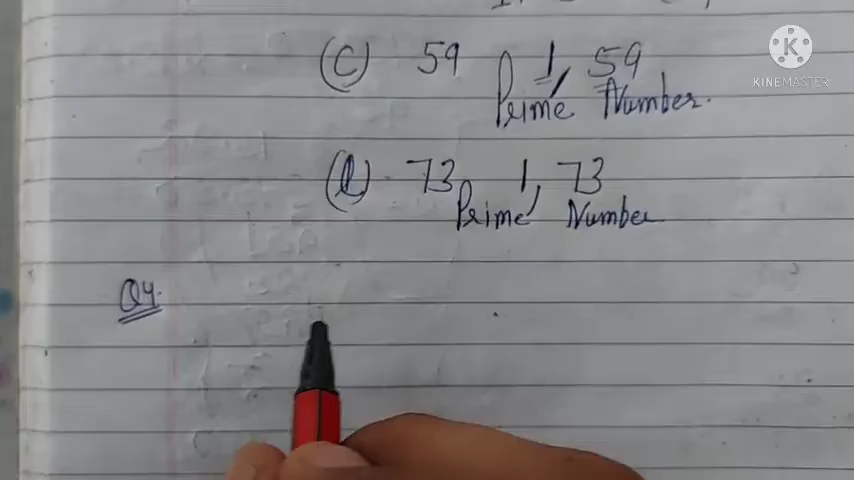 (C) 59 1, 59
Prime Number.
(d) 73 1, 73
Prime Number
Q4.
K
KINEMASTER